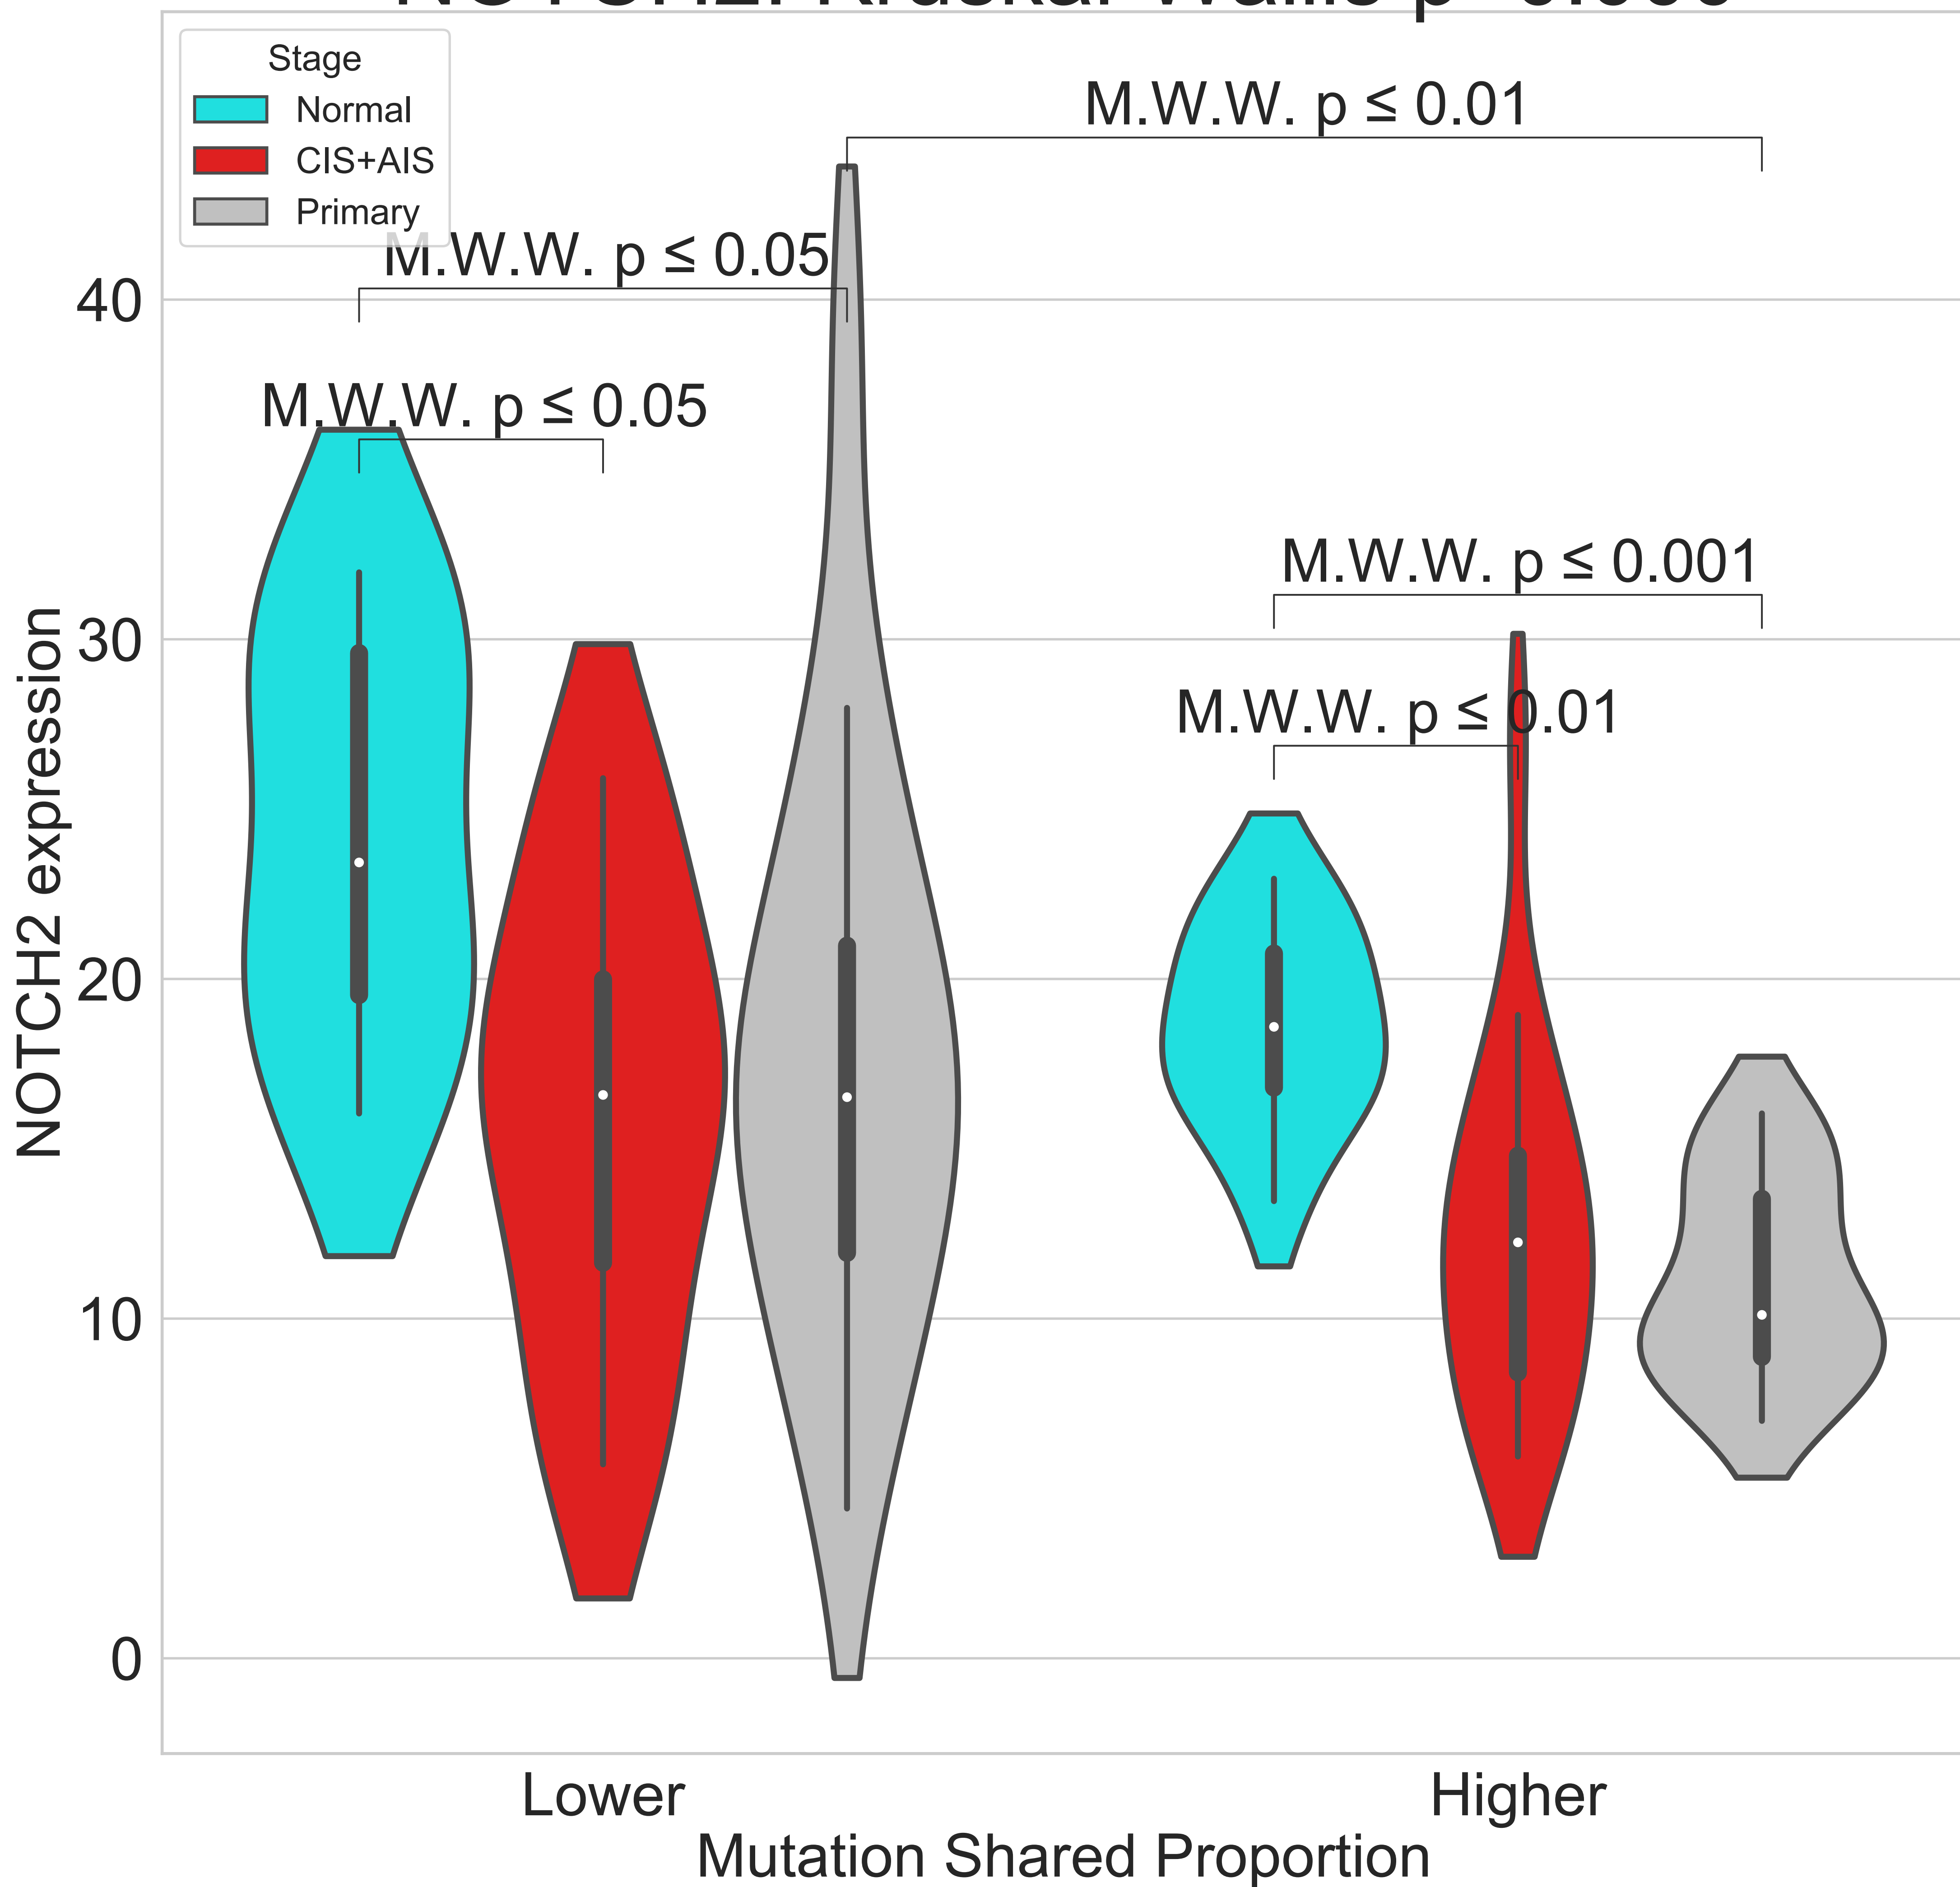 Stage
Normal
CIS+AIS
Primary
M.W.W. p ≤ 0.01
M.W.W. p ≤ 0.05
M.W.W. p ≤ 0.05
M.W.W. p ≤ 0.001
M.W.W. p ≤ 0.01
NOTCH2 expression
40
30
20
10
0
Lower
Higher
Mutation Shared Proportion